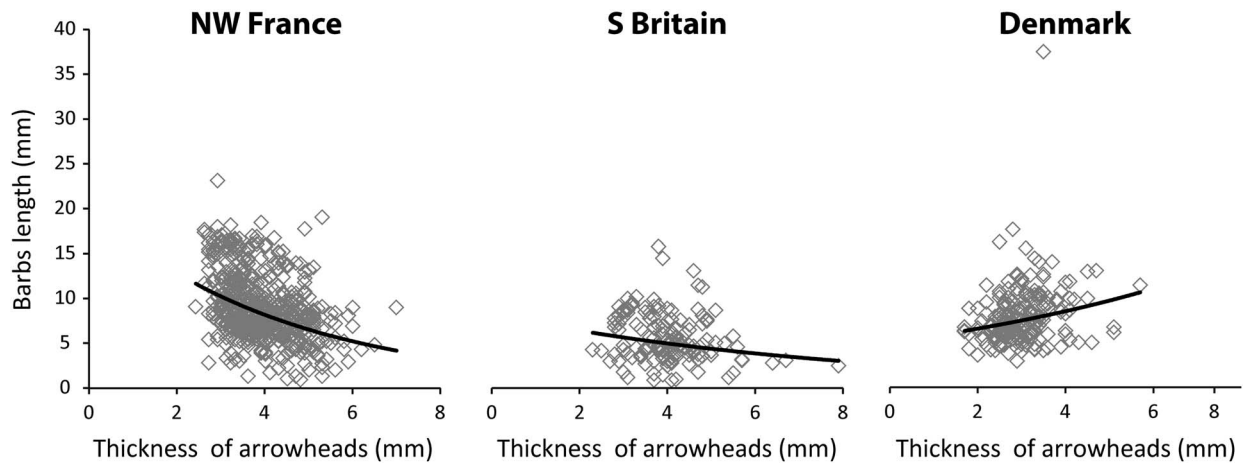 NW France
S Britain
Denmark
Barbs length (mm)
40
35
30
25
20
15
10
5
0
0 2 4 6 8
0 2 4 6 8
0 2 4 6 8
Thickness of arrowheads (mm)
Thickness of arrowheads (mm)
Thickness of arrowheads (mm)